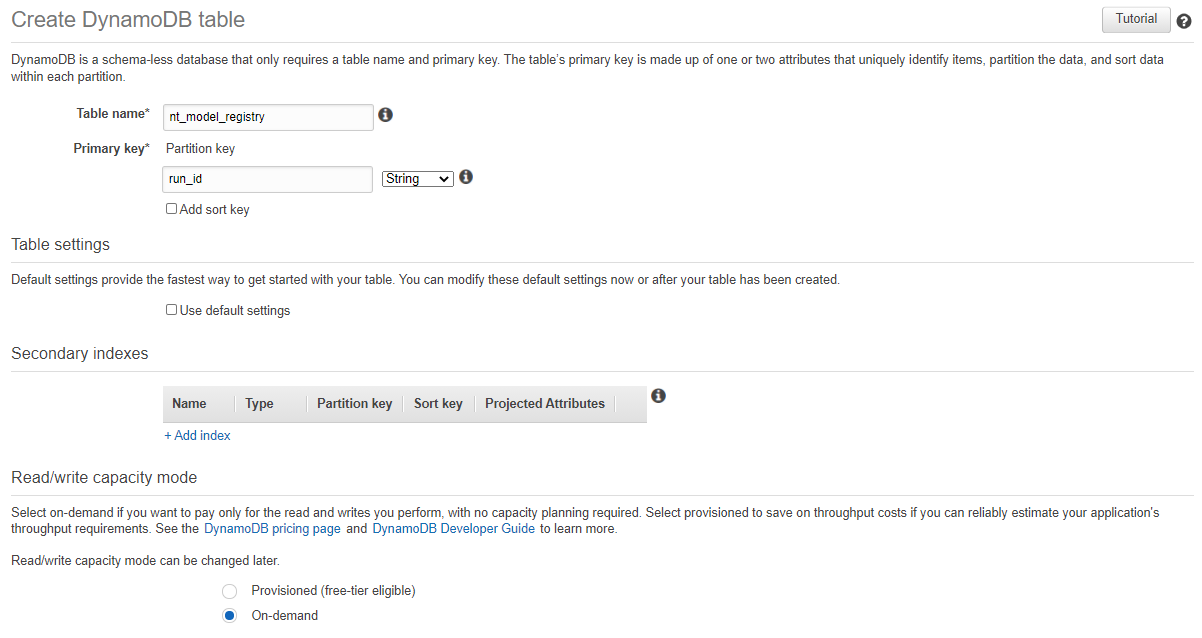 Create DynamoDB table
Tutorial
DynamoDB is a schema-less database that only requires a table name and primary key. The table's primary key is made up of one or two attributes that uniquely identify items, partition the data, and sort data
within each partition.
Table name* nt_model_registry
Primary key* Partition key
run_id String
Add sort key
Table settings
Default settings provide the fastest way to get started with your table. You can modify these default settings now or after your table has been created.
Use default settings
Secondary indexes
Name Type Partition key Sort key Projected Attributes
+ Add index
Read/write capacity mode
Select on-demand if you want to pay only for the read and writes you perform, with no capacity planning required. Select provisioned to save on throughput costs if you can reliably estimate your application's
throughput requirements. See the DynamoDB pricing page and DynamoDB Developer Guide to learn more.
Read/write capacity mode can be changed later.
Provisioned (free-tier eligible)
On-demand